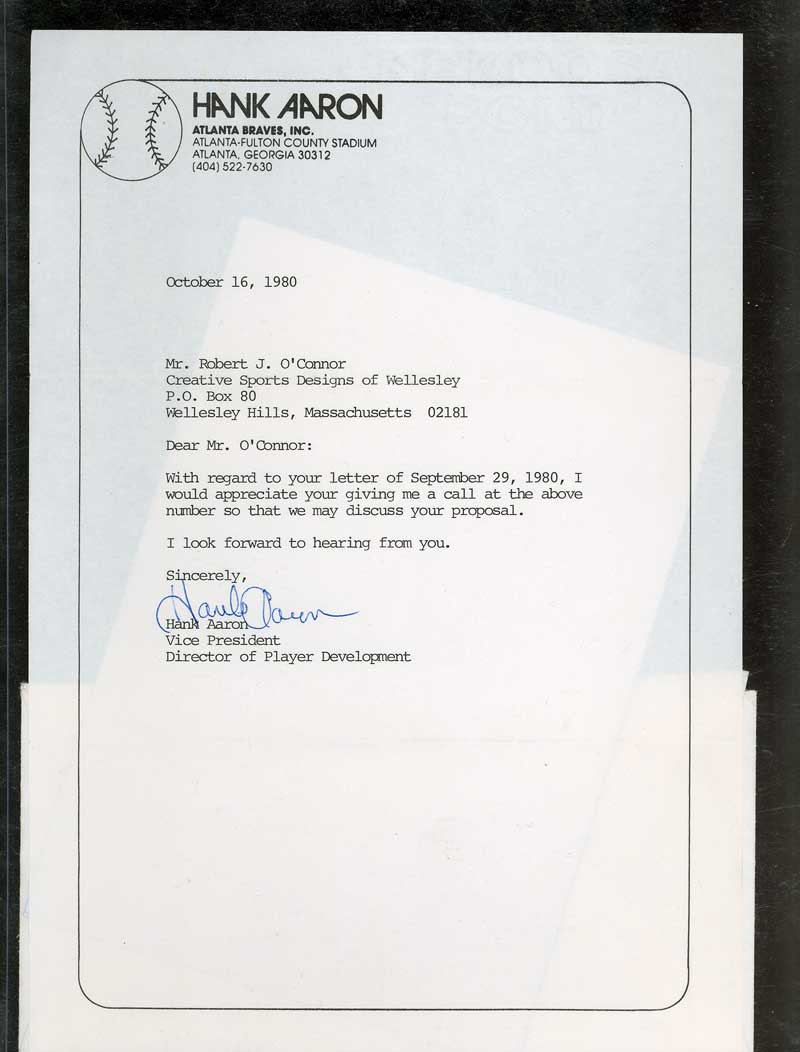 HANK AARON
ATLANTA BRAVES, INC.
ATLANTA-FULTON COUNTY STADIUM
ATLANTA, GEORGIA 30312
(404) 522-7630
October 16, 1980
Mr. Robert J. O'Connor
Creative Sports Designs of Wellesley
P.O. Box 80
Wellesley Hills, Massachusetts 02181
Dear Mr. O'Connor:
With regard to your letter of September 29, 1980, I
would appreciate your giving me a call at the above
number so that we may discuss your proposal.
I look forward to hearing from you.
Sincerely,
Hank Aaron
Hank Aaron
Vice President
Director of Player Development